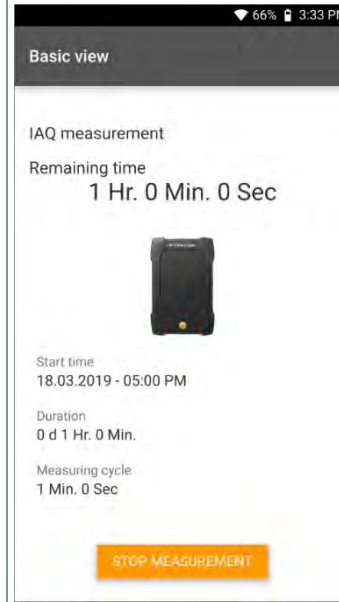 66% 3:33 PM
Basic view
IAQ measurement
Remaining time
1 Hr. 0 Min. 0 Sec
Start time
18.03.2019 - 05:00 PM
Duration
0 d 1 Hr. 0 Min.
Measuring cycle
1 Min. 0 Sec
STOP MEASUREMENT